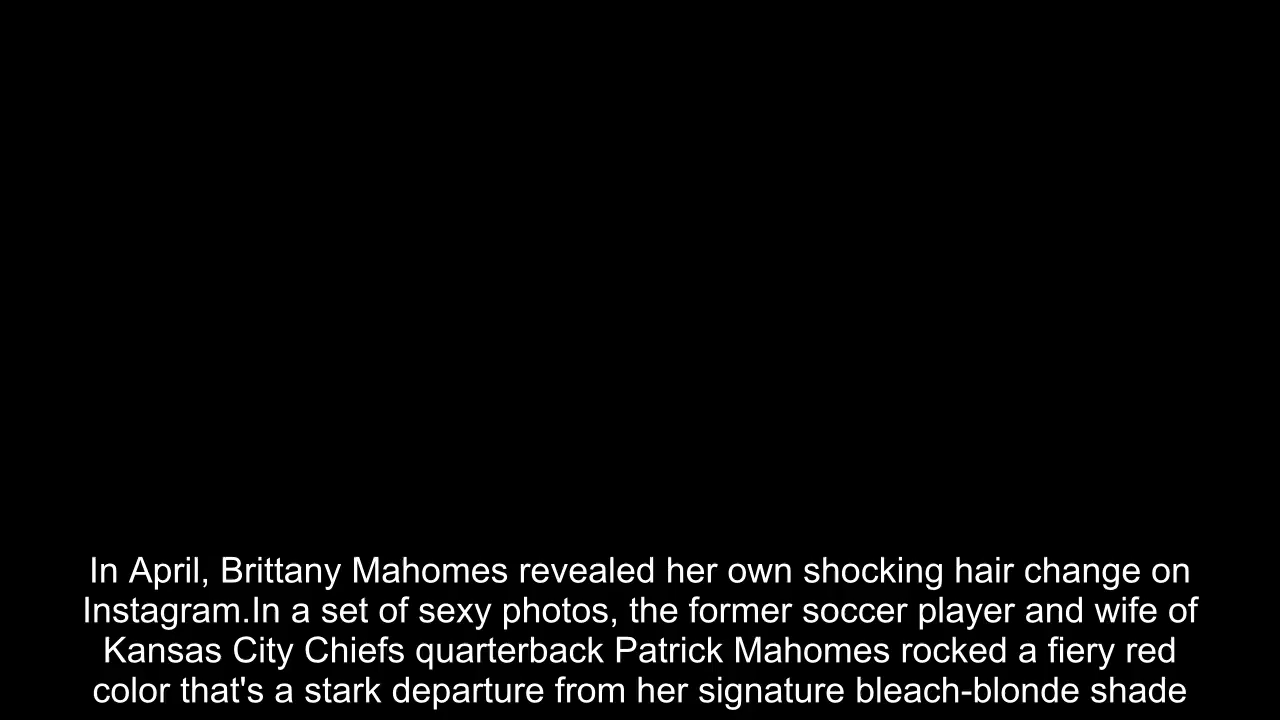 In April, Brittany Mahomes revealed her own shocking hair change on
Instagram.In a set of sexy photos, the former soccer player and wife of
Kansas City Chiefs quarterback Patrick Mahomes rocked a fiery red
color that's a stark departure from her signature bleach-blonde shade